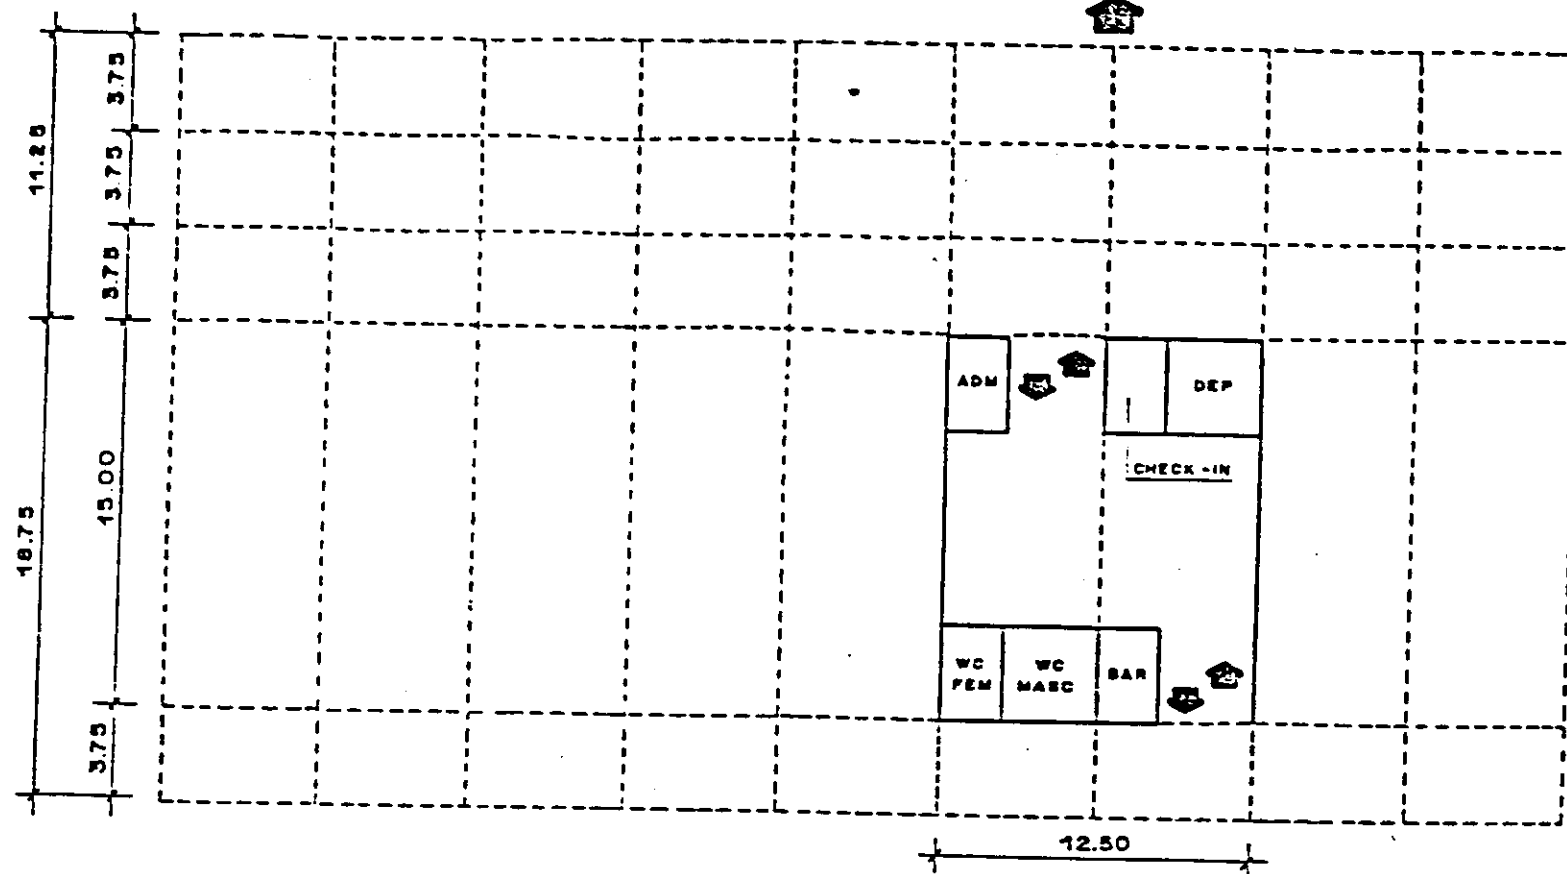 3.75
11.25
3.75
3.75
ADM
DEP
CHECK-IN
15.00
18.75
WC
FEM
WC
MASC
BAR
3.75
12.50